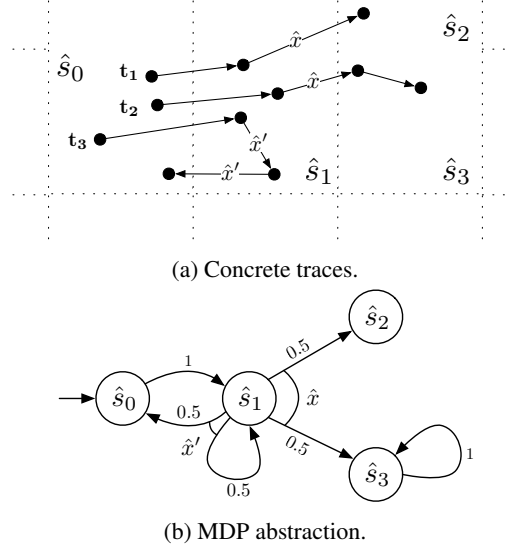 ŝ₂
ŝ₀
t₁
x̂
t₂
x̂
t₃
x̂′
x̂′
ŝ₁
ŝ₃
(a) Concrete traces.
ŝ₂
0.5
1
ŝ₀
ŝ₁
x̂
0.5
x̂′
0.5
0.5
ŝ₃
1
(b) MDP abstraction.